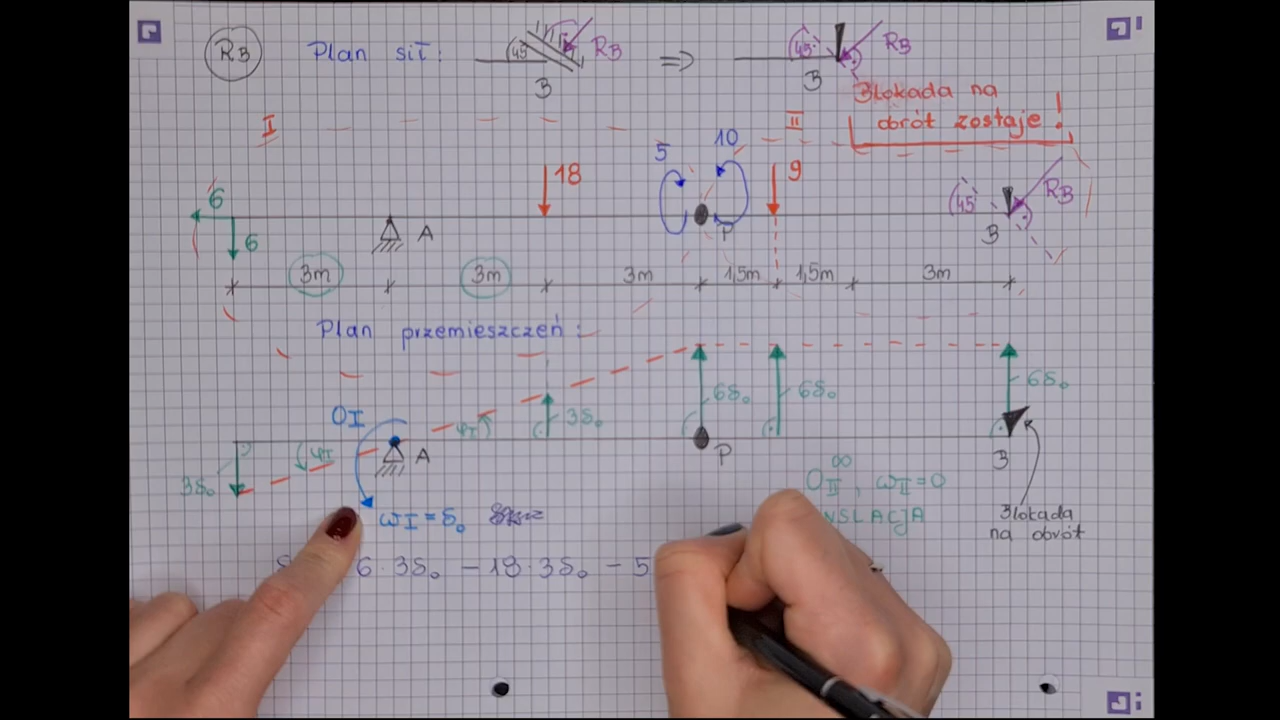 RB Plan sił: 45° RB B => 45° RB B
Blokada na
obrót zostaje!
I II
6 6 A 18 5 10 P 9 45° RB B
3m 3m 3m 1,5m 1,5m 3m
Plan przemieszczeń:
3δ₀ φI OI A φI 3δ₀ 6δ₀ P 6δ₀ 6δ₀ B
ωI = δ₀
O∞II, ωII=0
NSLACJA
Blokada
na obrót
6·3δ₀ – 18·3δ₀ – 5